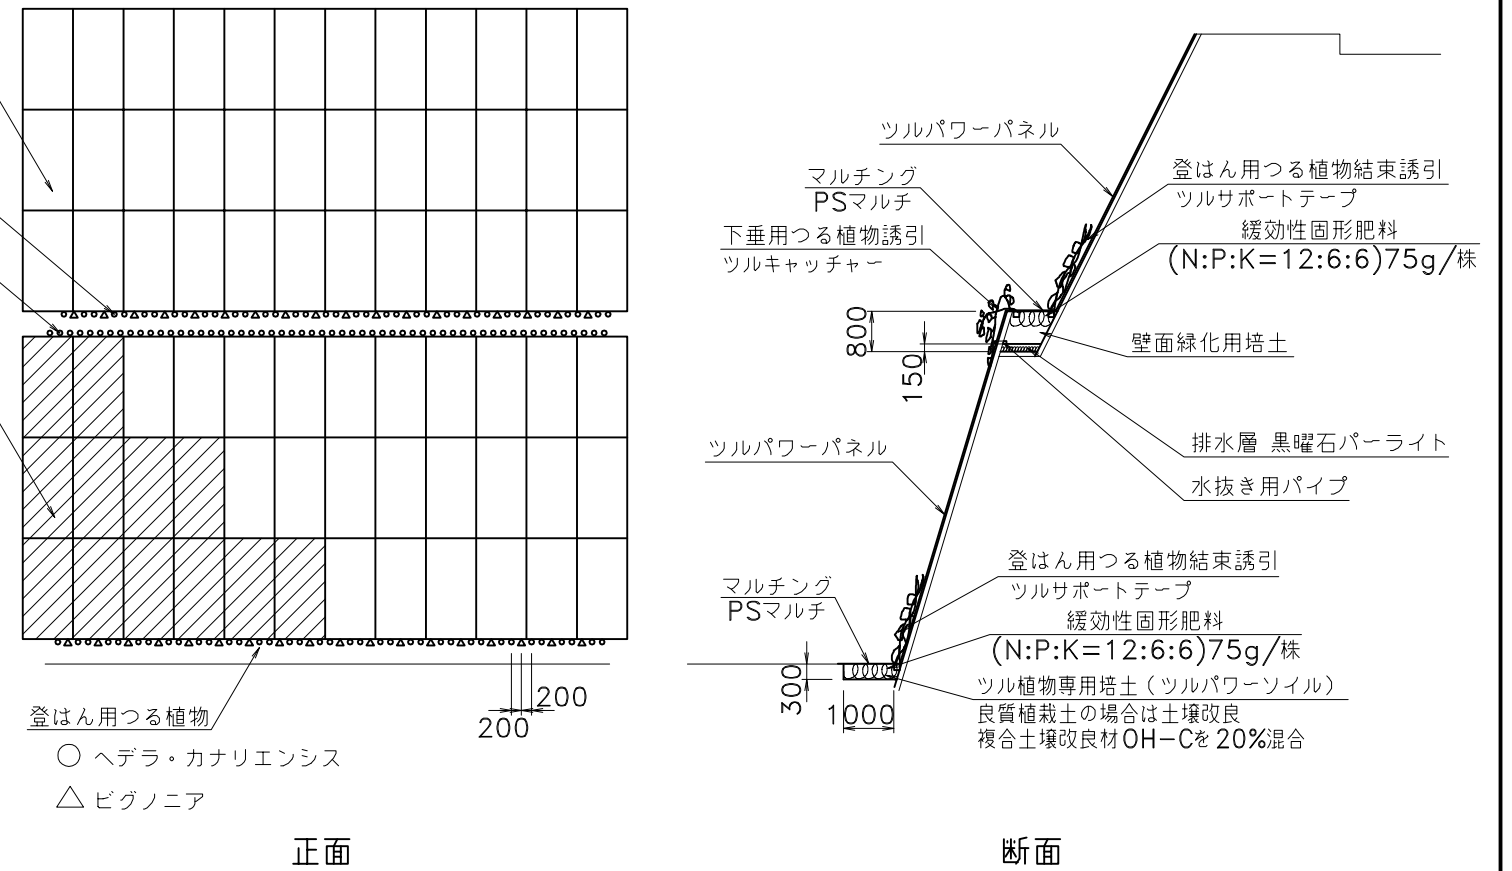 200
200
登はん用つる植物
○ ヘデラ・カナリエンシス
△ ビグノニア
正面
ツルパワーパネル
マルチング
PSマルチ
下垂用つる植物誘引
ツルキャッチャー
登はん用つる植物結束誘引
ツルサポートテープ
緩効性固形肥料
(N:P:K=12:6:6)75g/株
800
150
壁面緑化用培土
ツルパワーパネル
排水層 黒曜石パーライト
水抜き用パイプ
マルチング
PSマルチ
登はん用つる植物結束誘引
ツルサポートテープ
緩効性固形肥料
(N:P:K=12:6:6)75g/株
300
1000
ツル植物専用培土(ツルパワーソイル)
良質植栽土の場合は土壌改良
複合土壌改良材OH-Cを20%混合
断面